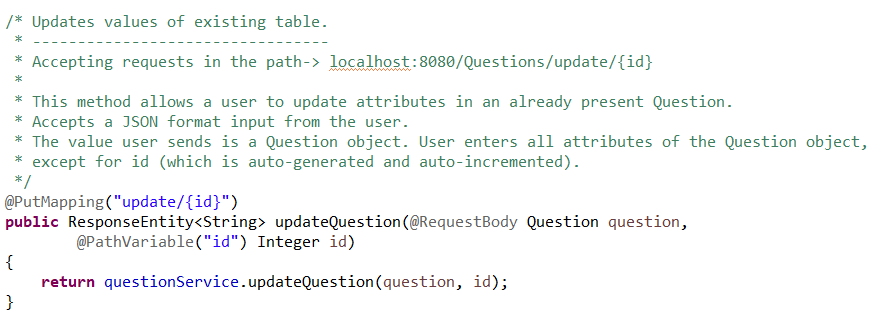 /* Updates values of existing table.
 * ---------------------------------
 * Accepting requests in the path-> localhost:8080/Questions/update/{id}
 *
 * This method allows a user to update attributes in an already present Question.
 * Accepts a JSON format input from the user.
 * The value user sends is a Question object. User enters all attributes of the Question object,
 * except for id (which is auto-generated and auto-incremented).
 */
@PutMapping("update/{id}")
public ResponseEntity<String> updateQuestion(@RequestBody Question question,
        @PathVariable("id") Integer id)
{
    return questionService.updateQuestion(question, id);
}